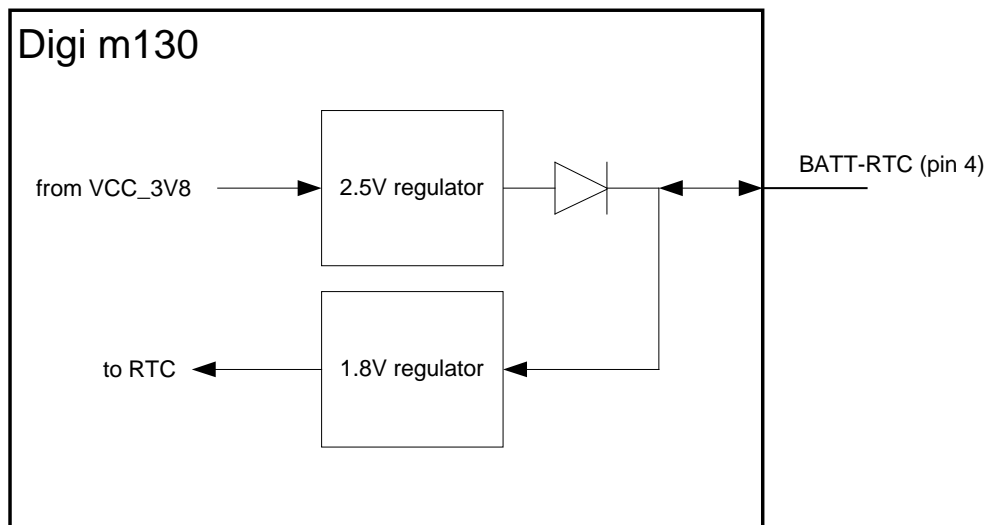 Digi m130
BATT-RTC (pin 4)
from VCC_3V8
2.5V regulator
to RTC
1.8V regulator